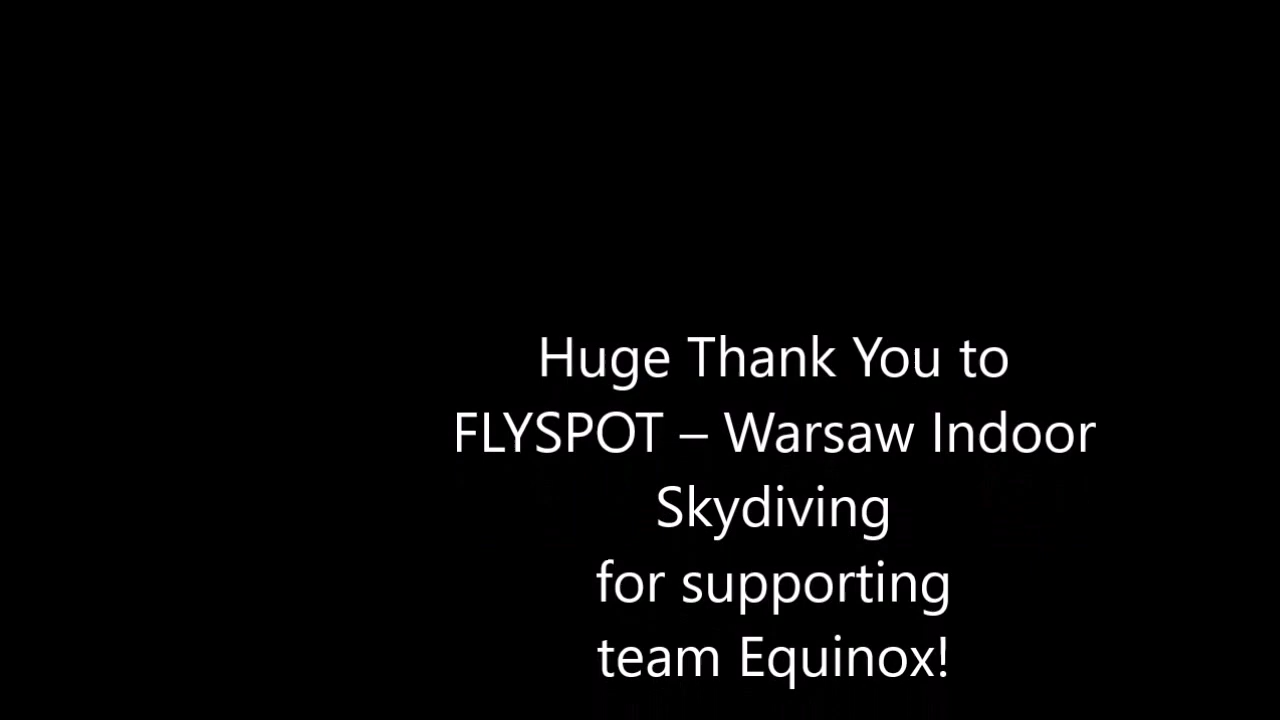 Huge Thank You to
FLYSPOT – Warsaw Indoor
Skydiving
for supporting
team Equinox!